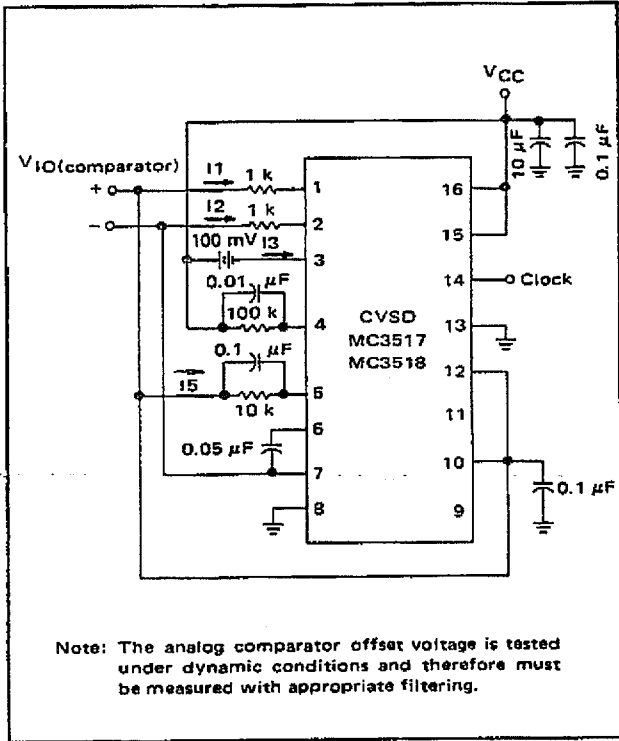 VCC
10 μF
0.1 μF
VIO(comparator)
+
I1
1 k
1
16
-
I2
1 k
2
15
100 mV
I3
3
14
Clock
0.01 μF
100 k
4
CVSD
MC3517
MC3518
13
0.1 μF
12
I5
10 k
5
11
6
0.05 μF
7
10
0.1 μF
8
9
Note: The analog comparator offset voltage is tested
under dynamic conditions and therefore must
be measured with appropriate filtering.